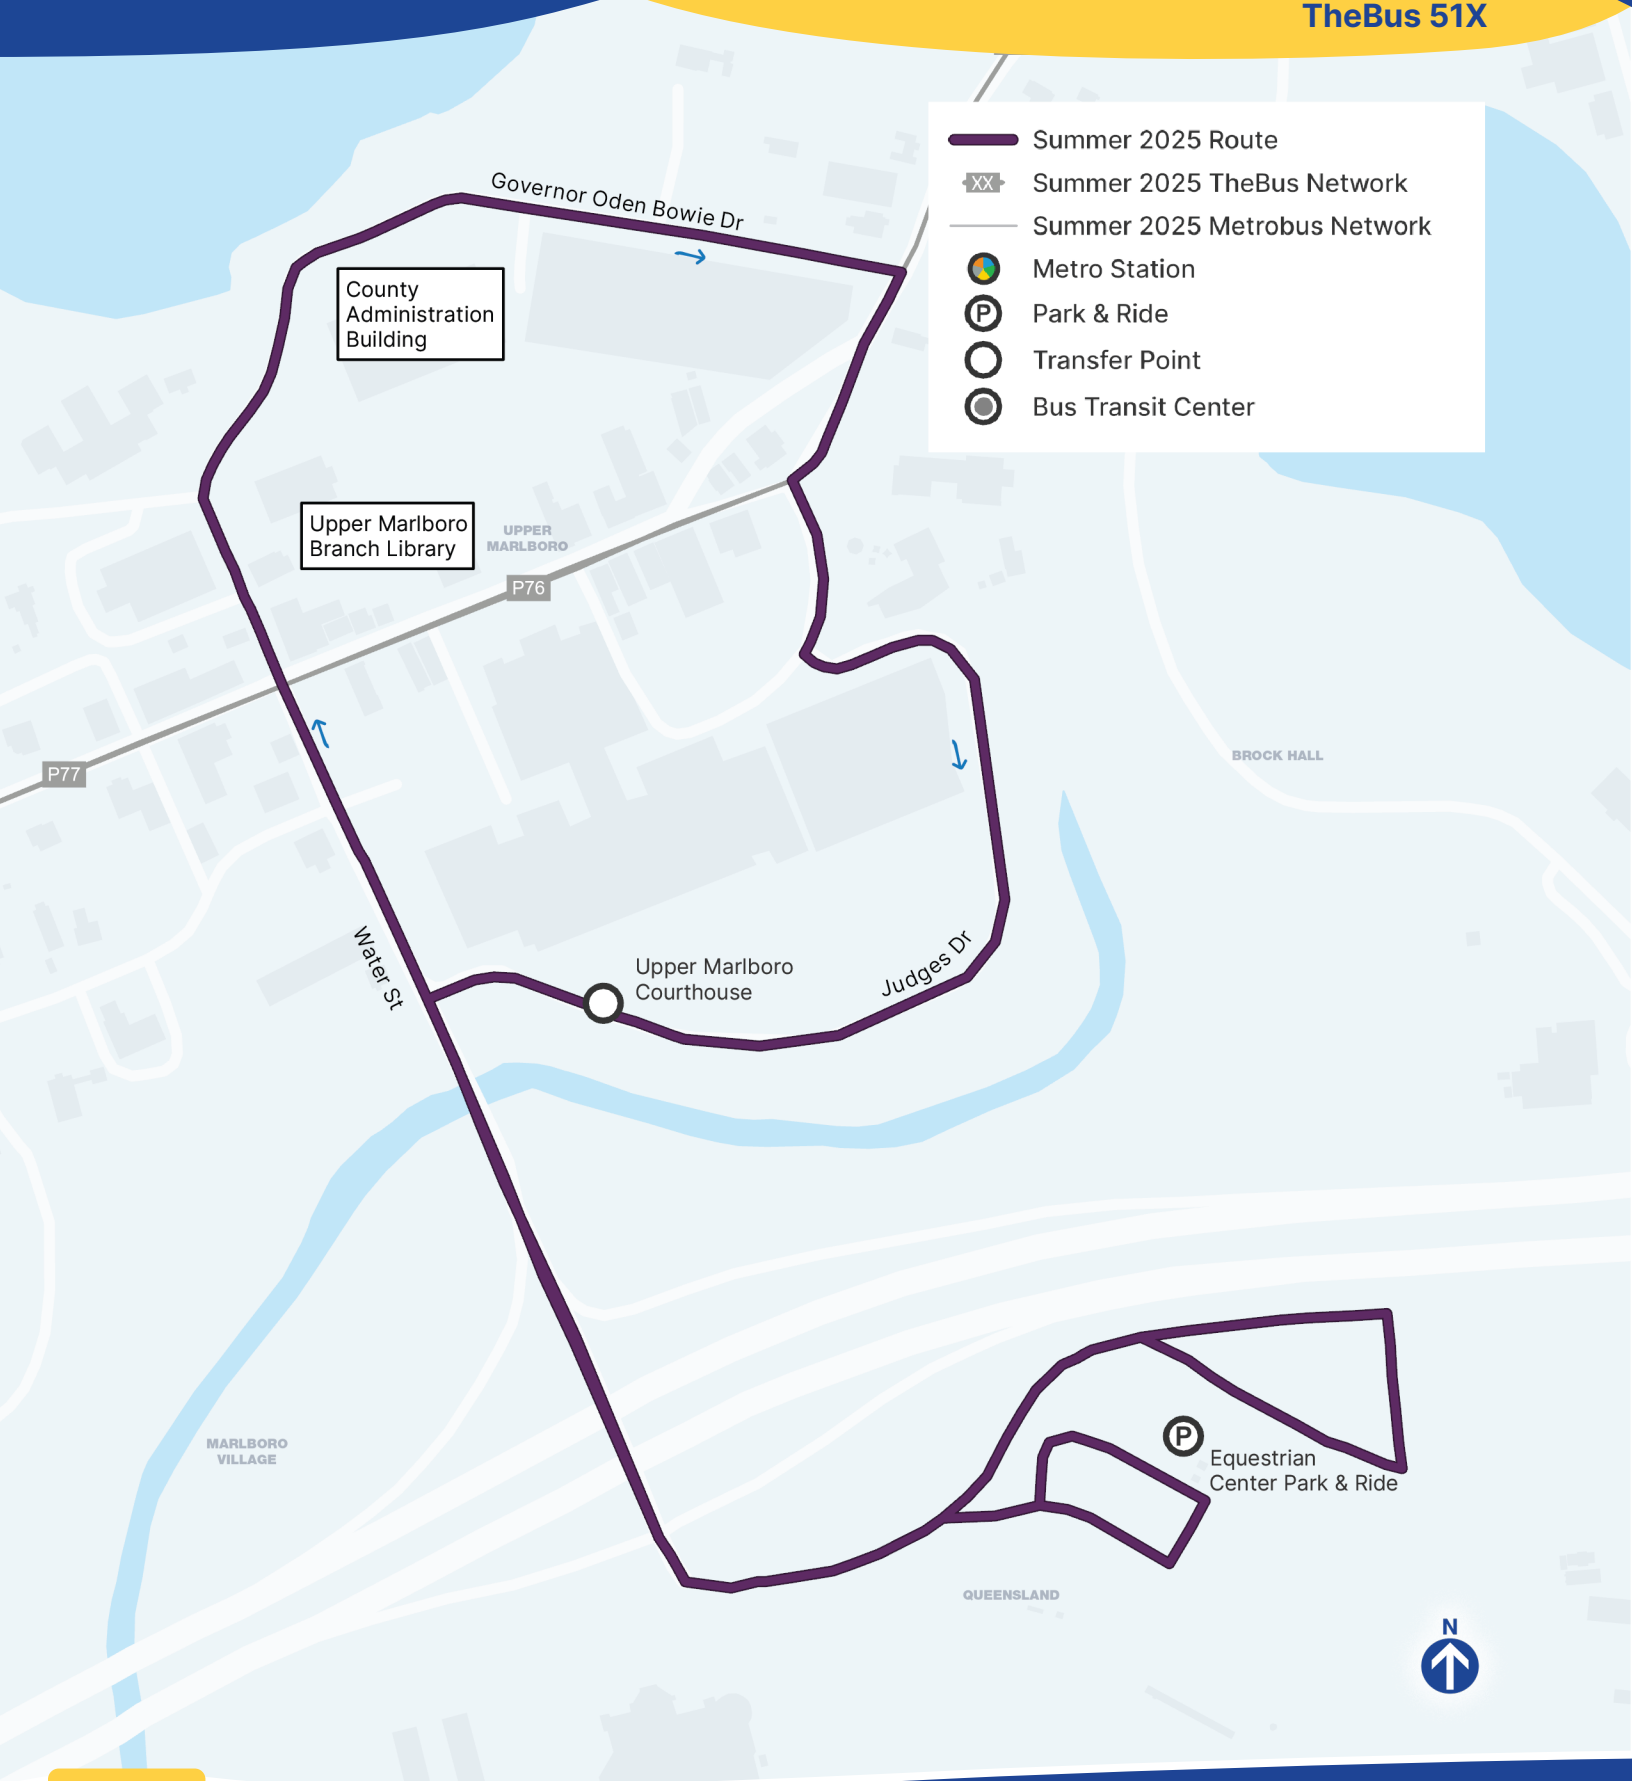 TheBus 51X
Summer 2025 Route
XX
Summer 2025 TheBus Network
Summer 2025 Metrobus Network
Metro Station
P
Park & Ride
Transfer Point
Bus Transit Center
Governor Oden Bowie Dr
County
Administration
Building
Upper Marlboro
Branch Library
UPPER
MARLBORO
P76
P77
BROCK HALL
Water St
Upper Marlboro
Courthouse
Judges Dr
MARLBORO
VILLAGE
P
Equestrian
Center Park & Ride
QUEENSLAND
N